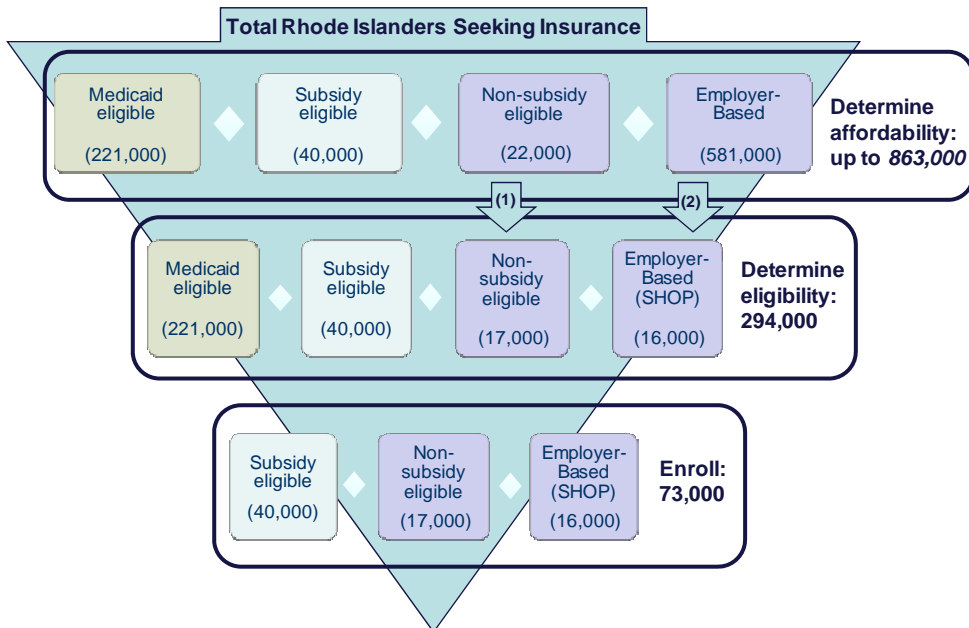 Total Rhode Islanders Seeking Insurance
Medicaid
eligible
(221,000)
Subsidy
eligible
(40,000)
Non-subsidy
eligible
(22,000)
Employer-
Based
(581,000)
Determine
affordability:
up to 863,000
(1)
(2)
Medicaid
eligible
(221,000)
Subsidy
eligible
(40,000)
Non-
subsidy
eligible
(17,000)
Employer-
Based
(SHOP)
(16,000)
Determine
eligibility:
294,000
Subsidy
eligible
(40,000)
Non-
subsidy
eligible
(17,000)
Employer-
Based
(SHOP)
(16,000)
Enroll:
73,000